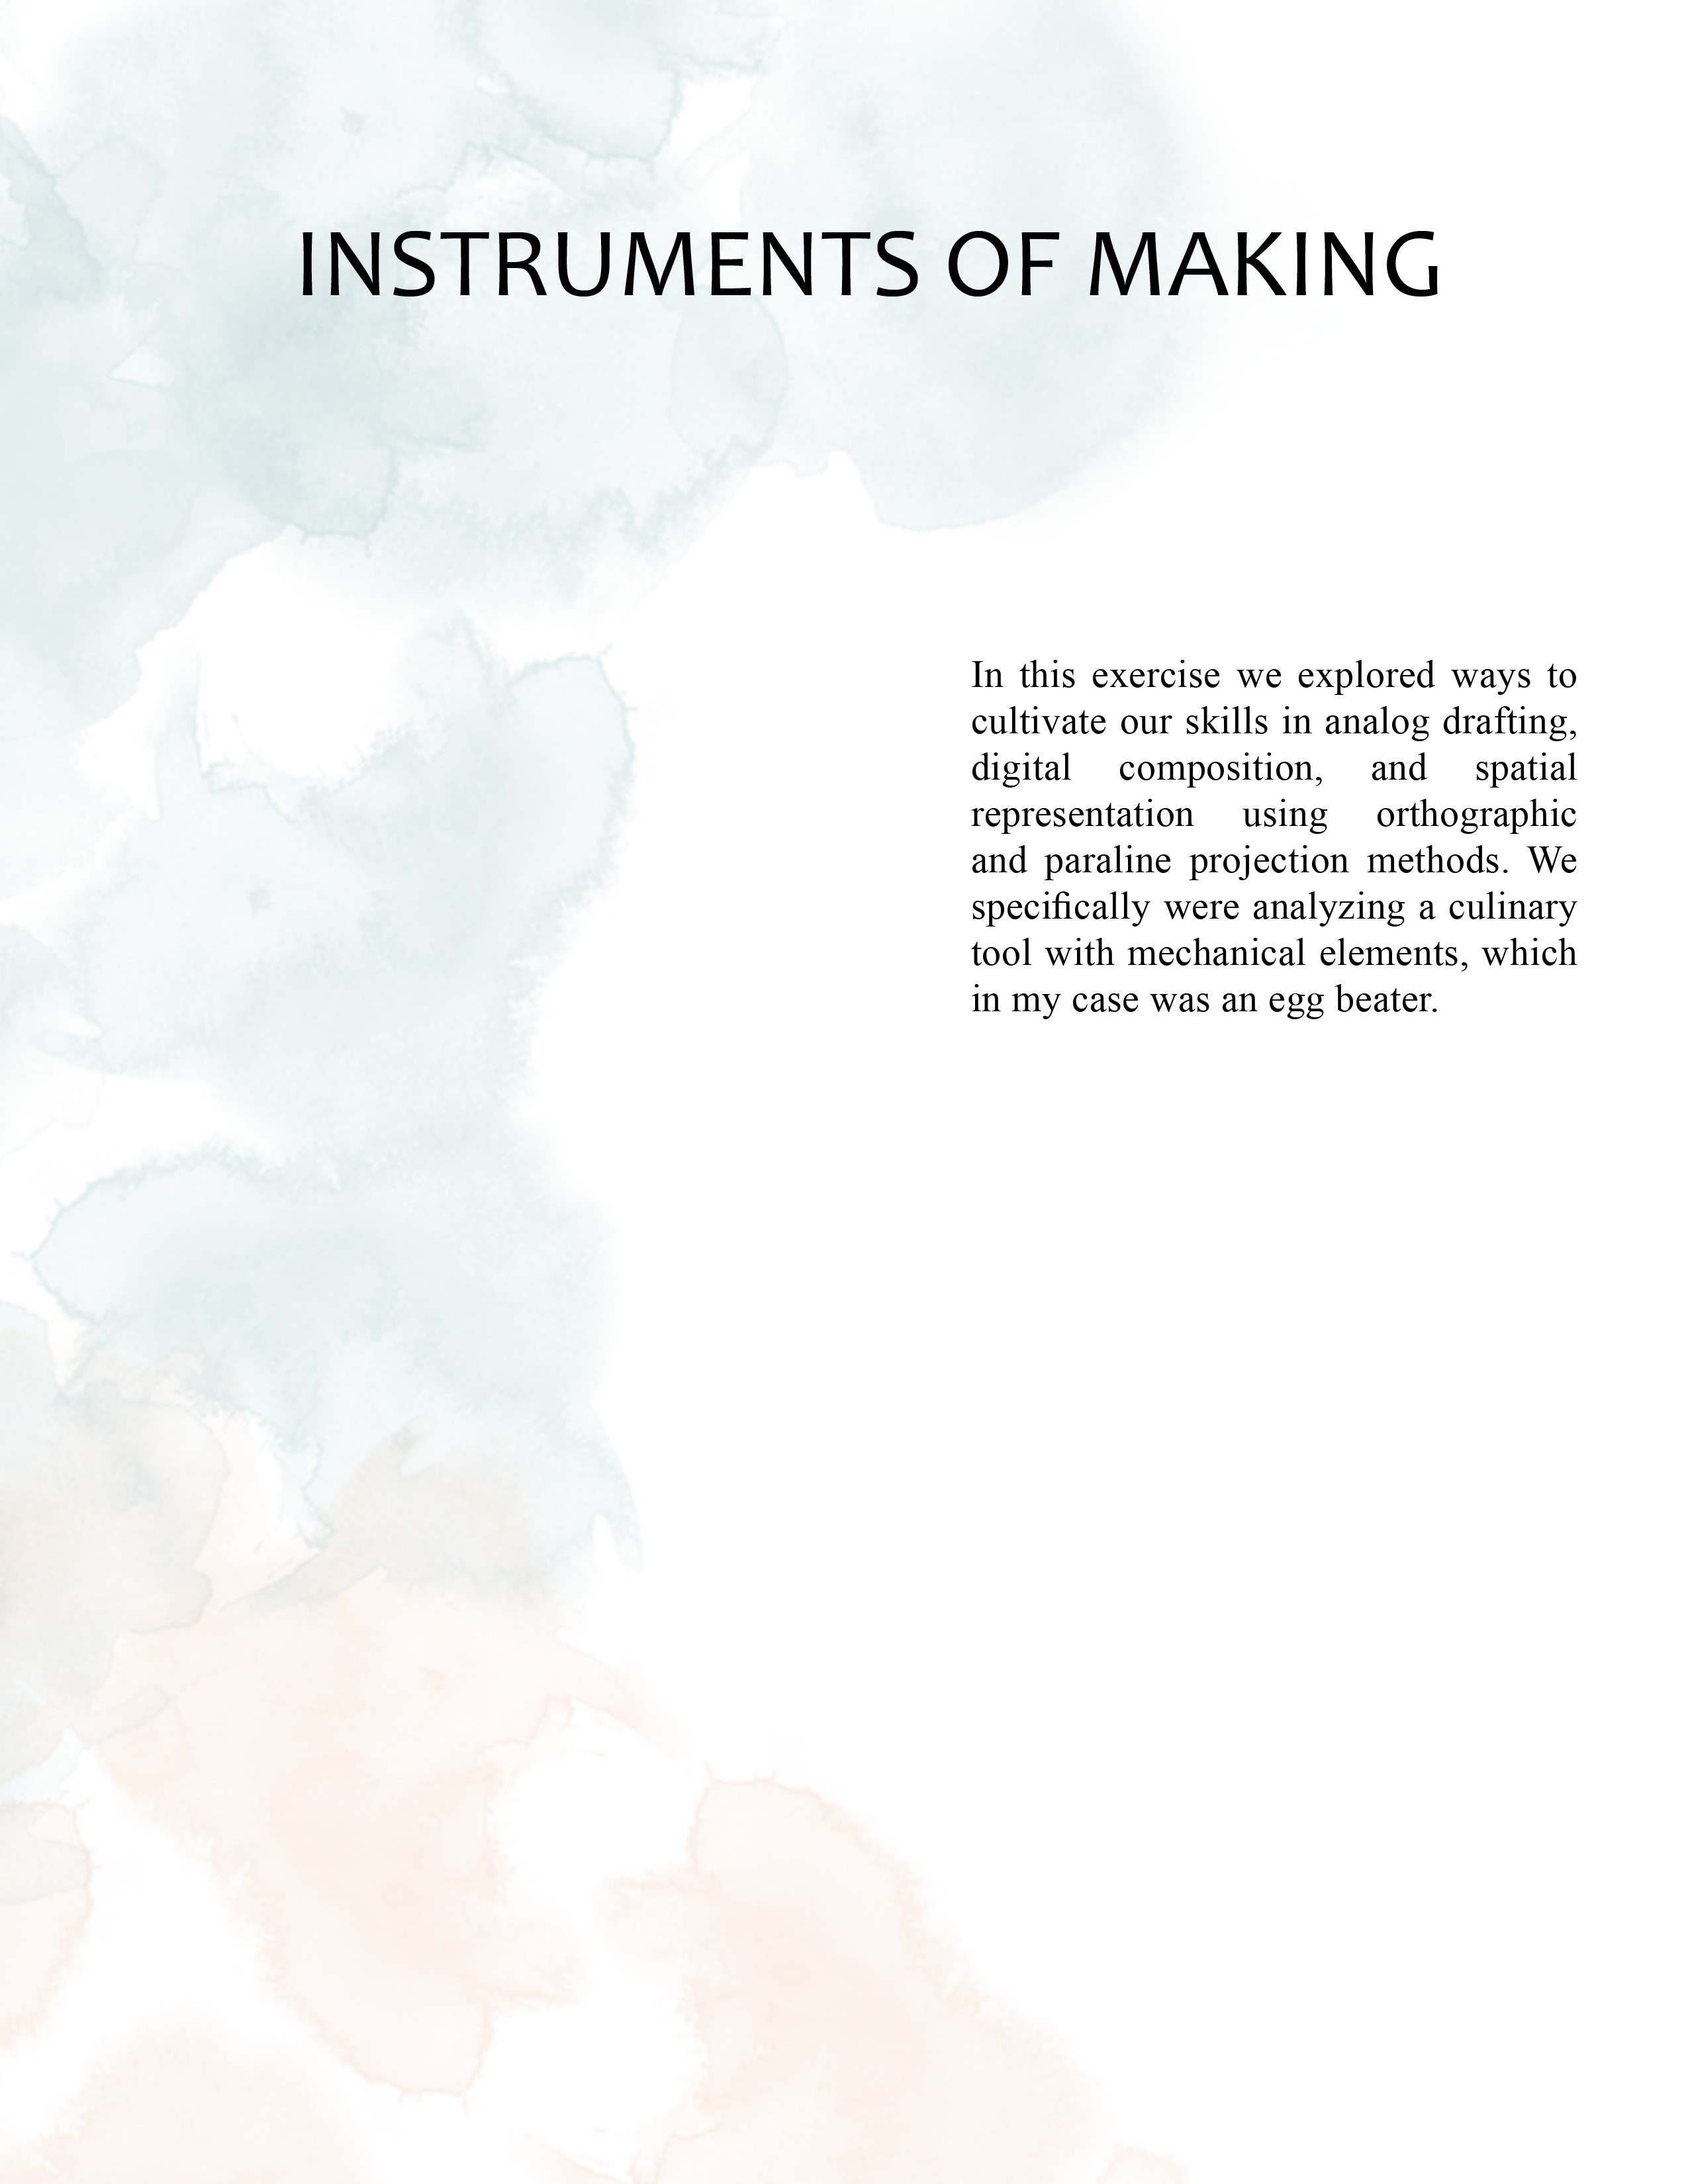 INSTRUMENTS OF MAKING
In this exercise we explored ways to
cultivate our skills in analog drafting,
digital composition, and spatial
representation using orthographic
and paraline projection methods. We
specifically were analyzing a culinary
tool with mechanical elements, which
in my case was an egg beater.